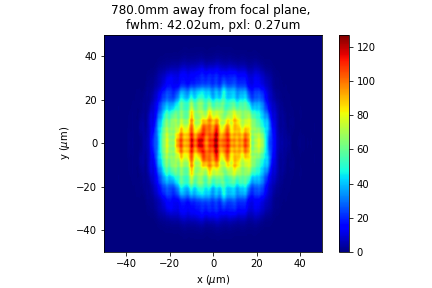 780.0mm away from focal plane,
fwhm: 42.02um, pxl: 0.27um
40
20
0
−20
−40
y (μm)
−40 −20 0 20 40
x (μm)
120
100
80
60
40
20
0